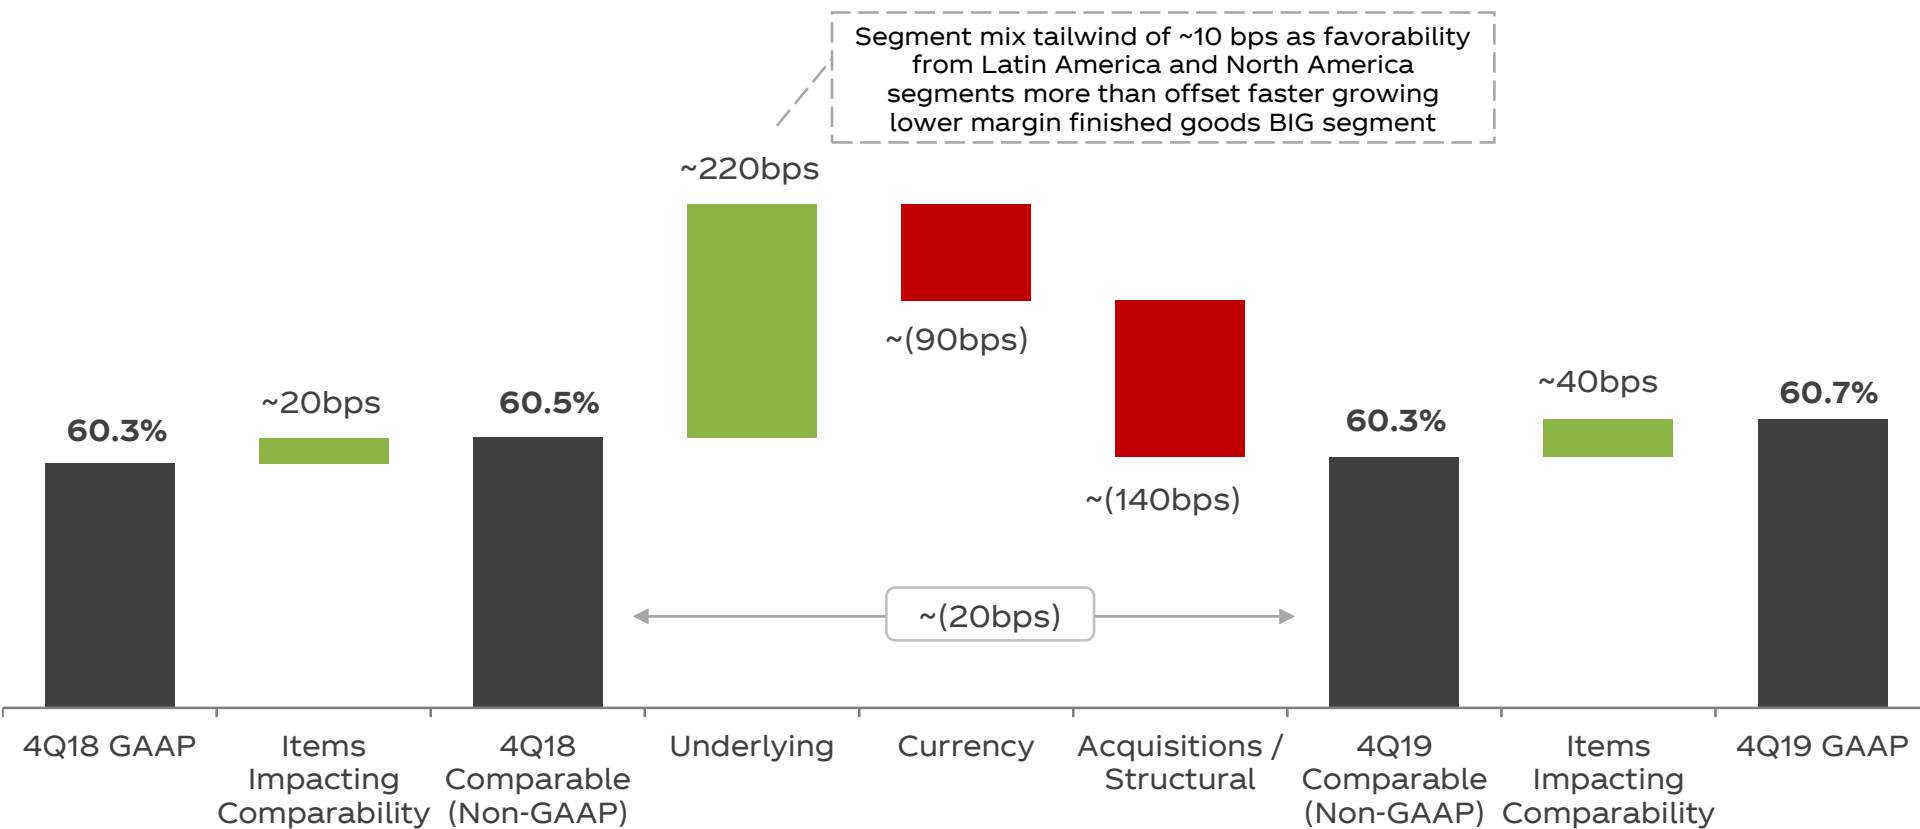 Segment mix tailwind of ~10 bps as favorability
from Latin America and North America
segments more than offset faster growing
lower margin finished goods BIG segment
~220bps
~(90bps)
~20bps
60.5%
60.3%
~(140bps)
60.3%
~40bps
60.7%
~(20bps)
4Q18 GAAP
Items
Impacting
Comparability
4Q18
Comparable
(Non-GAAP)
Underlying
Currency
Acquisitions /
Structural
4Q19
Comparable
(Non-GAAP)
Items
Impacting
Comparability
4Q19 GAAP